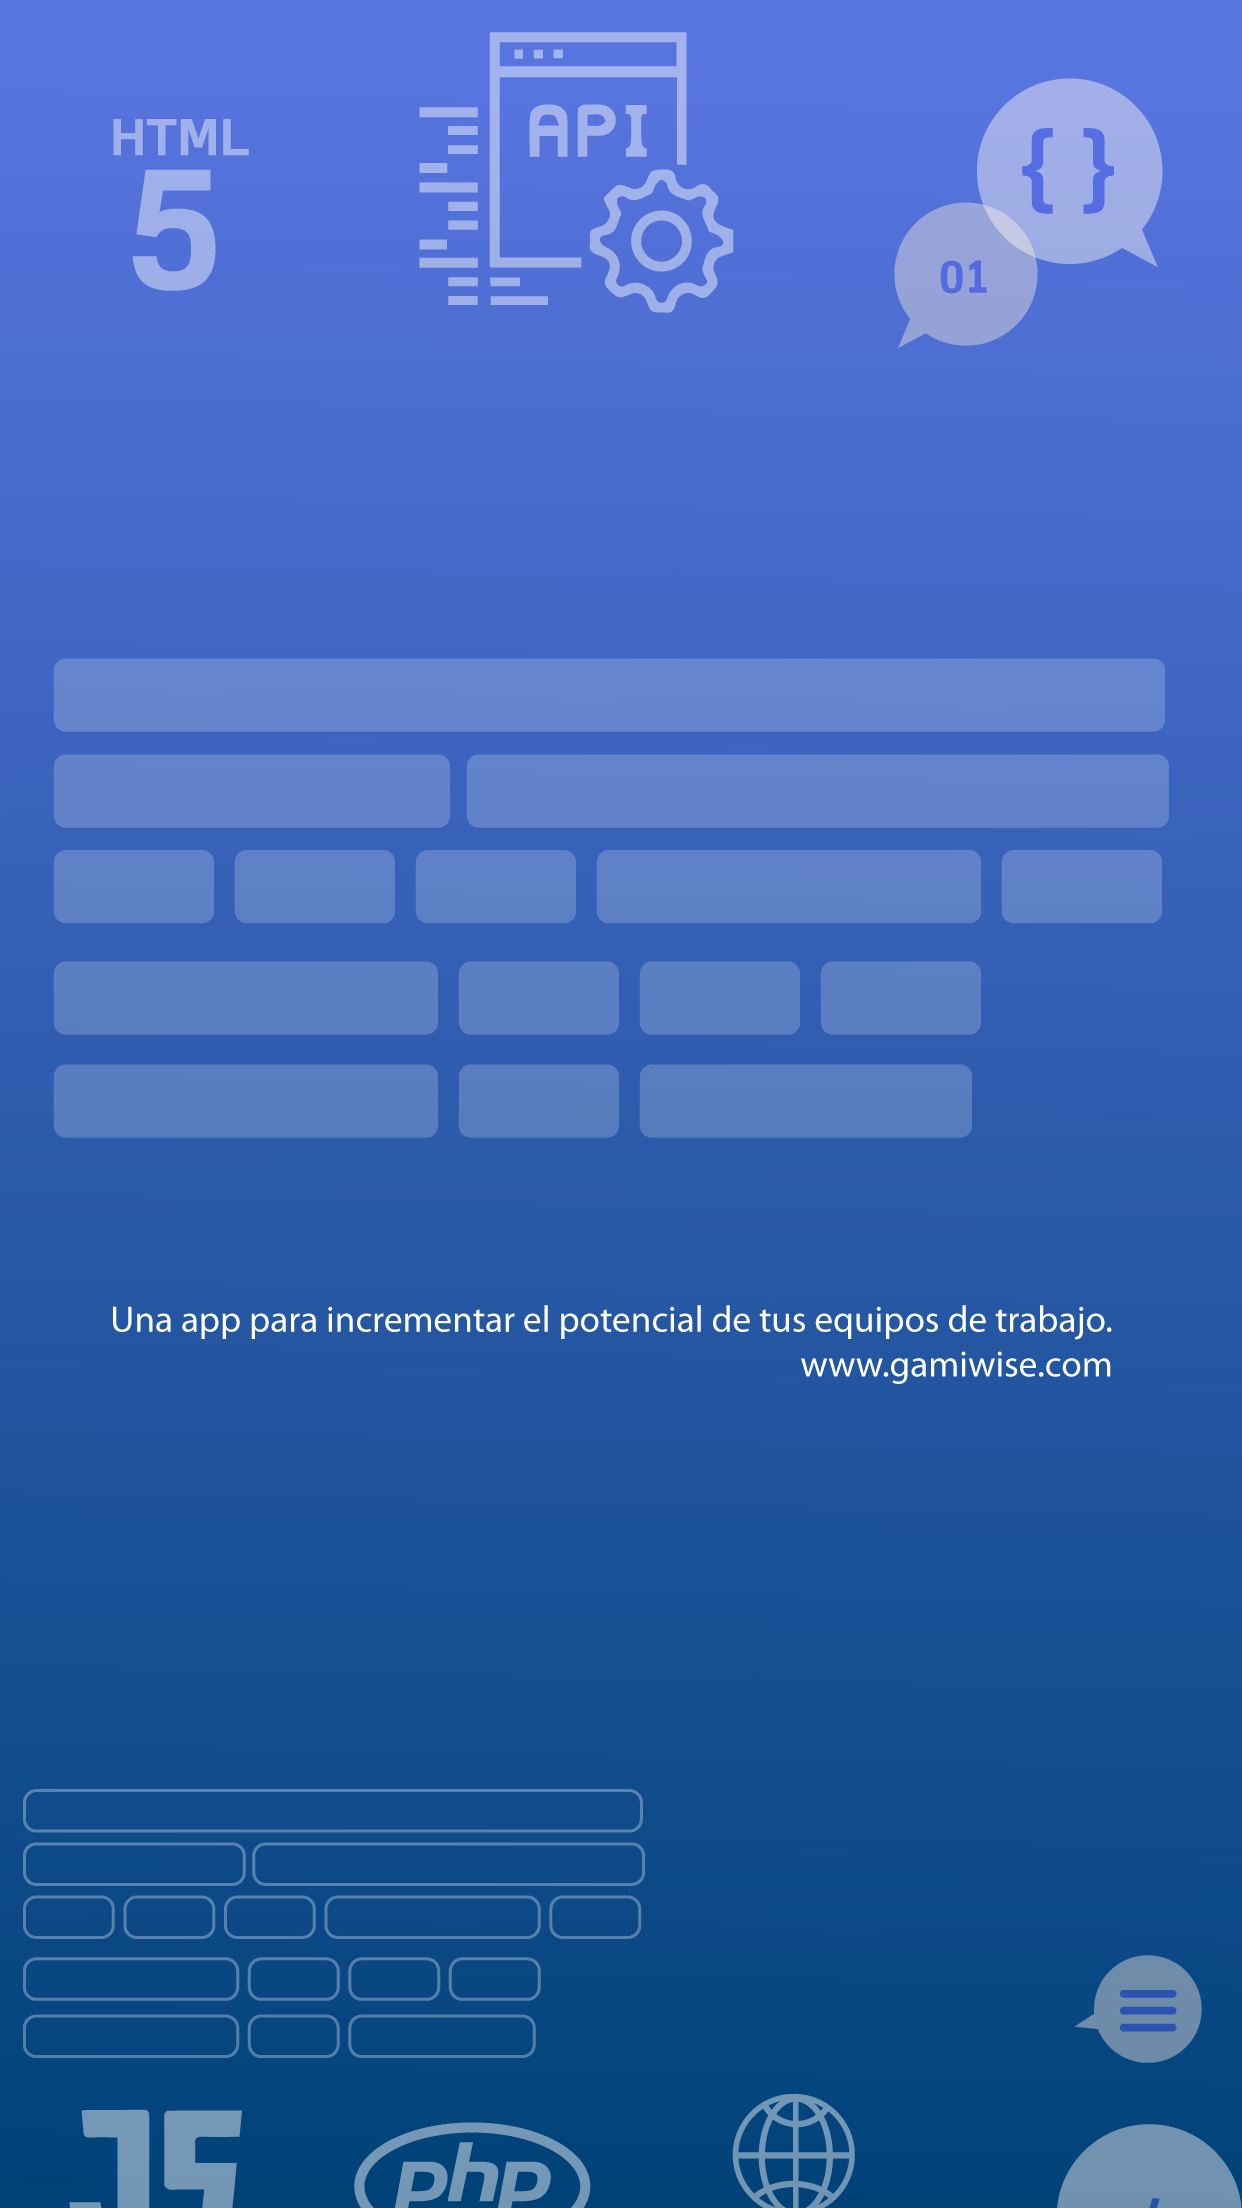 HTML
5
API
{ }
01
Una app para incrementar el potencial de tus equipos de trabajo.
www.gamiwise.com
JS
php